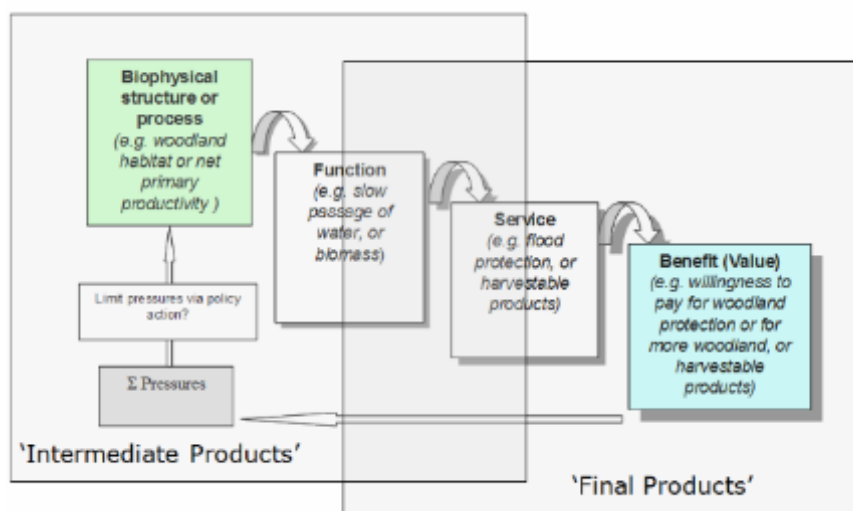 Biophysical
structure or
process
(e.g. woodland
habitat or net
primary
productivity )
Function
(e.g. slow
passage of
water, or
biomass)
Service
(e.g. flood
protection, or
harvestable
products)
Benefit (Value)
(e.g. willingness to
pay for woodland
protection or for
more woodland, or
harvestable
products)
Limit pressures via policy
action?
Σ Pressures
‘Intermediate Products’
‘Final Products’